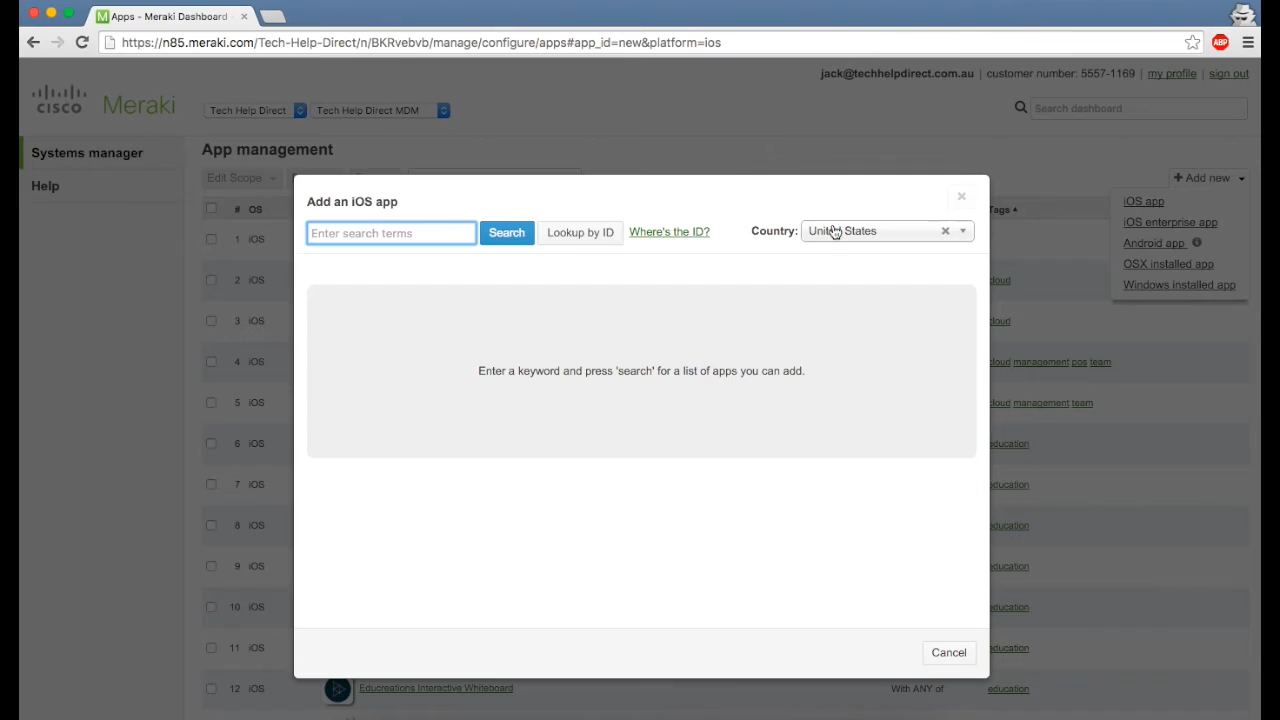 Apps - Meraki Dashboard
https://n85.meraki.com/Tech-Help-Direct/n/BKRvebvb/manage/configure/apps#app_id=new&platform=ios
ABP
jack@techhelpdirect.com.au customer number: 5557-1169 my profile sign out
CISCO Meraki
Tech Help Direct Tech Help Direct MDM
Search dashboard
Systems manager
Help
App management
Edit Scope
+ Add new
iOS app
iOS enterprise app
Android app
OSX installed app
Windows installed app
# OS Tags
1 iOS
2 iOS cloud
3 iOS cloud
4 iOS cloud management pos team
5 iOS cloud management team
6 iOS education
7 iOS education
8 iOS education
9 iOS education
10 iOS education
11 iOS education
12 iOS Educreations Interactive Whiteboard With ANY of education
Add an iOS app
Enter search terms Search Lookup by ID Where's the ID? Country: United States
Enter a keyword and press 'search' for a list of apps you can add.
Cancel